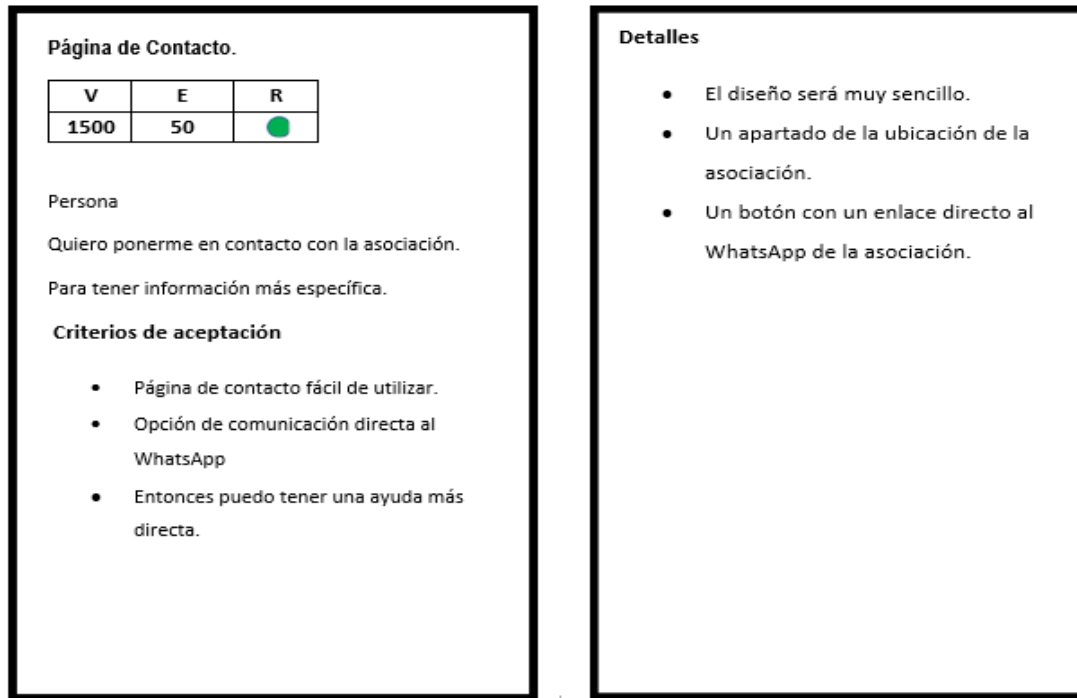 Página de Contacto.
V E R
1500 50
Persona
Quiero ponerme en contacto con la asociación.
Para tener información más específica.
Criterios de aceptación
• Página de contacto fácil de utilizar.
• Opción de comunicación directa al
WhatsApp
• Entonces puedo tener una ayuda más
directa.
Detalles
• El diseño será muy sencillo.
• Un apartado de la ubicación de la
asociación.
• Un botón con un enlace directo al
WhatsApp de la asociación.